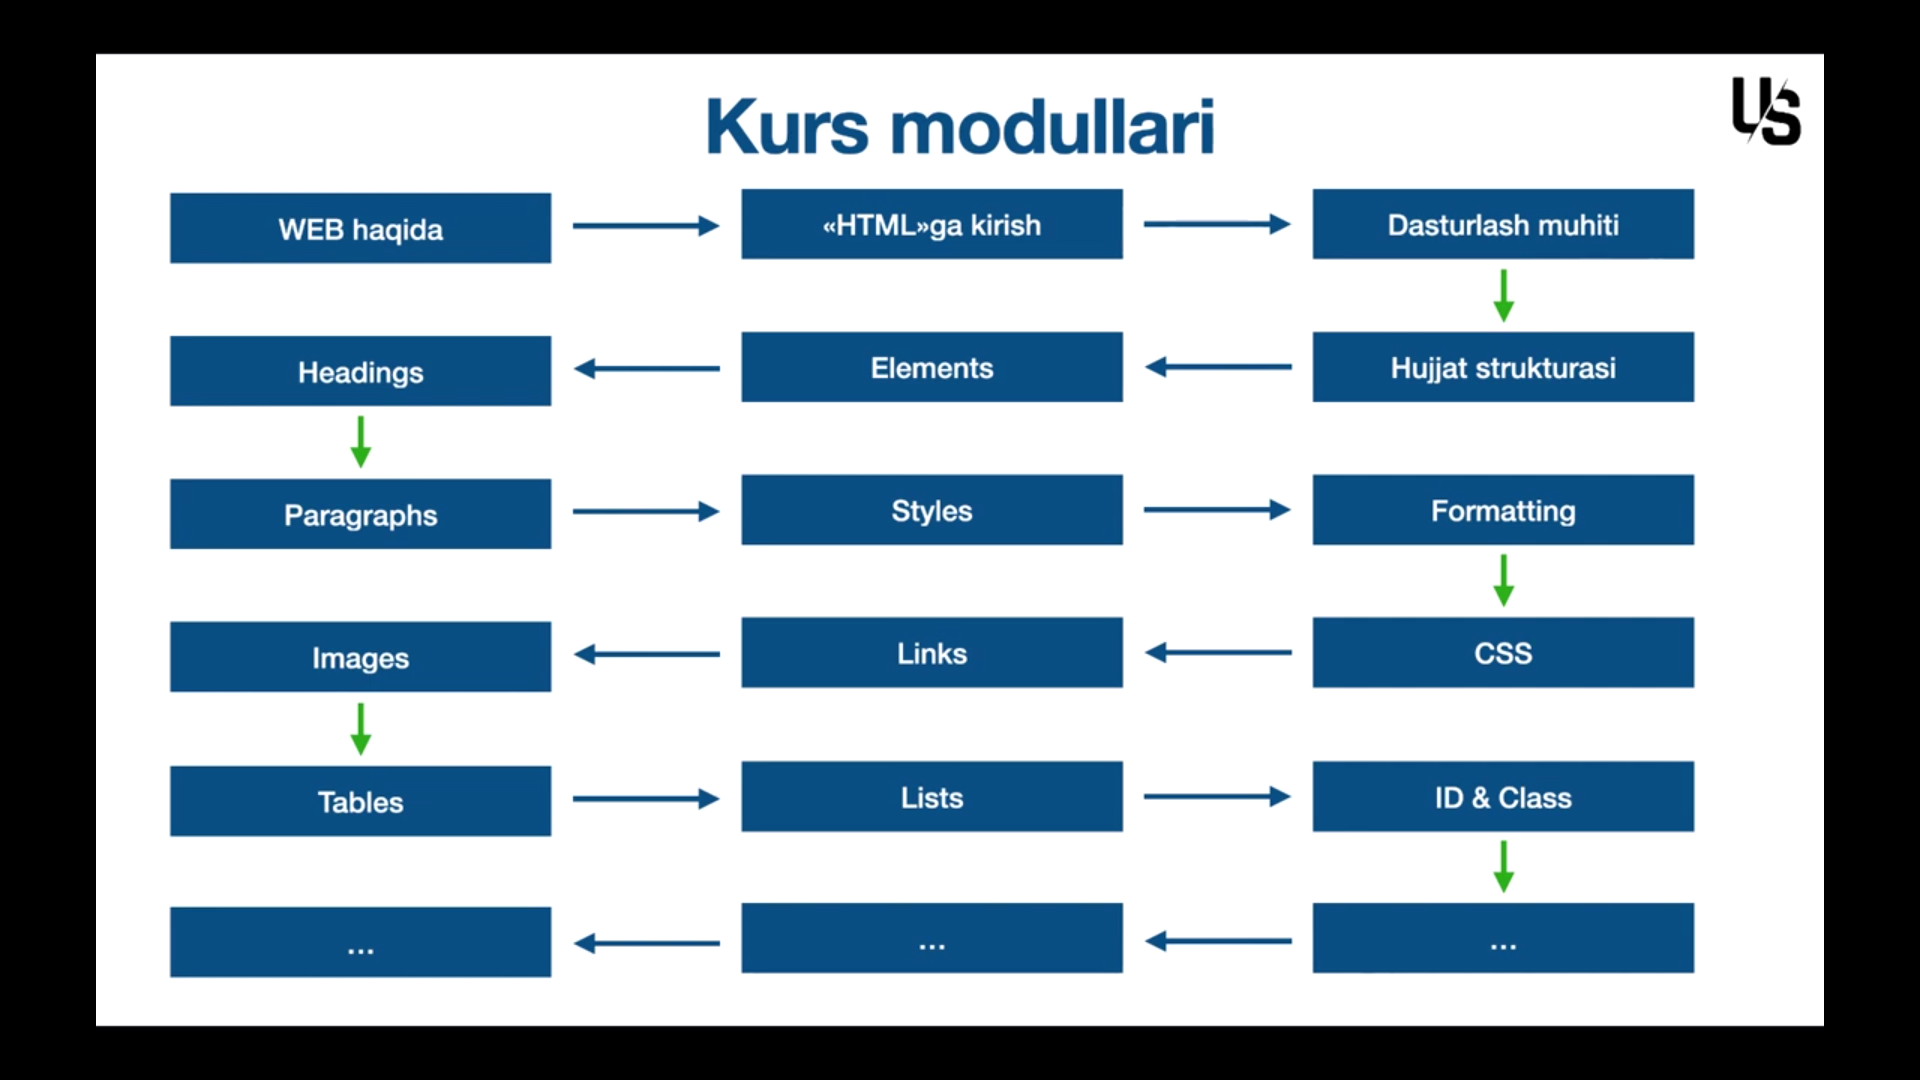 Kurs modullari
US
WEB haqida
«HTML»ga kirish
Dasturlash muhiti
Headings
Elements
Hujjat strukturasi
Paragraphs
Styles
Formatting
Images
Links
CSS
Tables
Lists
ID & Class
...
...
...